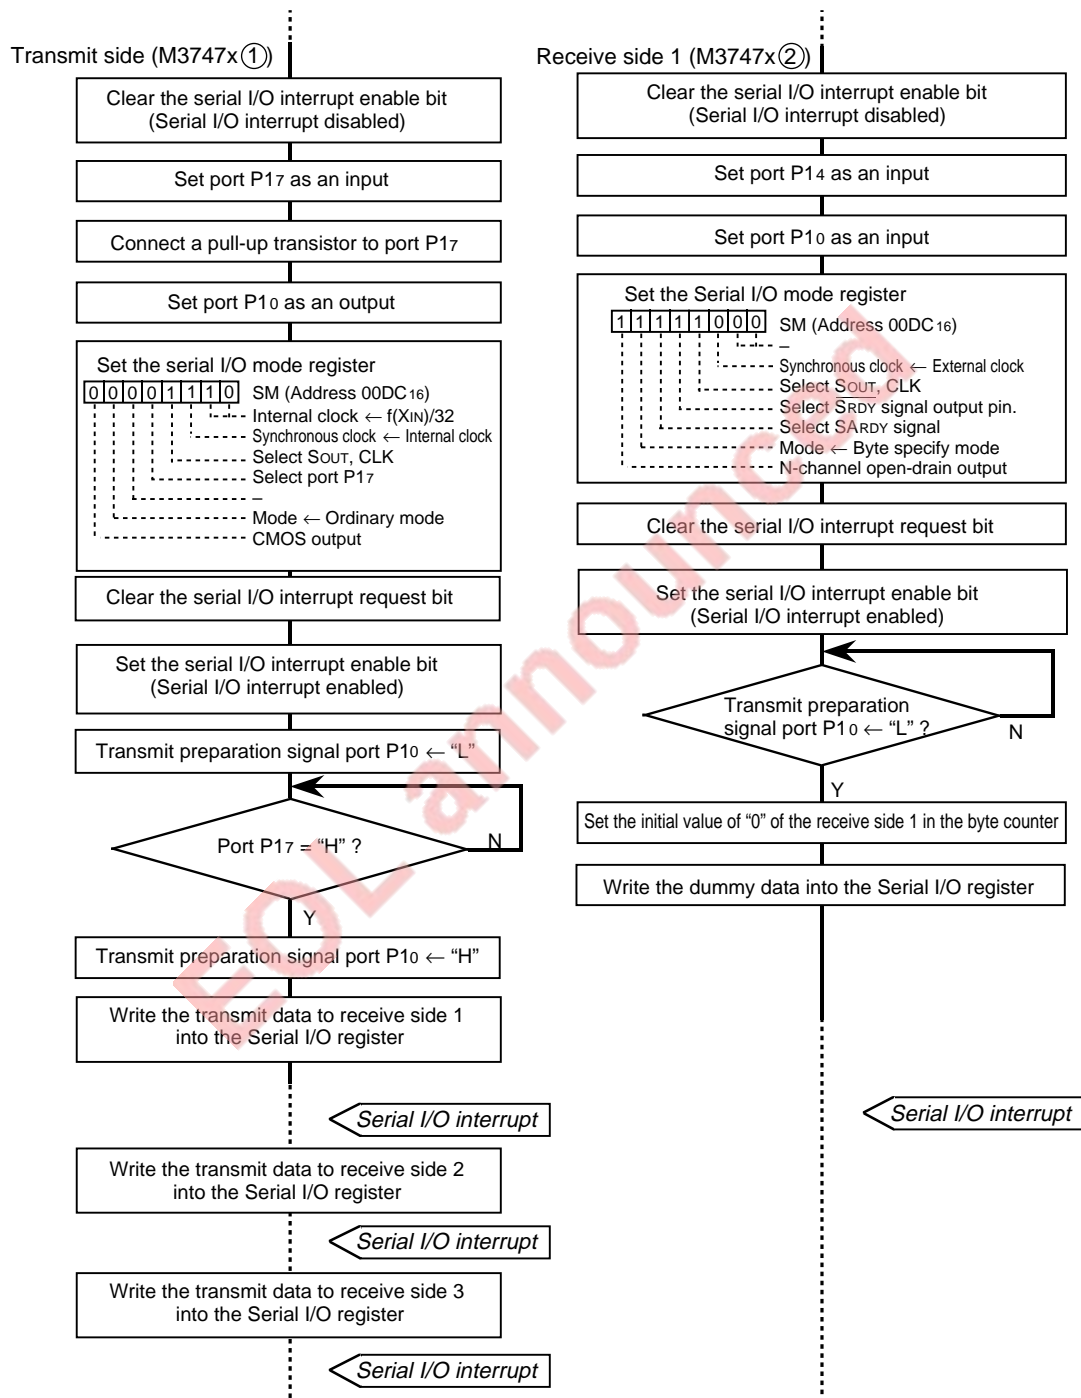 Transmit side (M3747x①)
Clear the serial I/O interrupt enable bit
(Serial I/O interrupt disabled)
Set port P17 as an input
Connect a pull-up transistor to port P17
Set port P10 as an output
Set the serial I/O mode register
0 0 0 0 1 1 1 0 SM (Address 00DC16)
Internal clock ← f(XIN)/32
Synchronous clock ← Internal clock
Select SOUT, CLK
Select port P17
–
Mode ← Ordinary mode
CMOS output
Clear the serial I/O interrupt request bit
Set the serial I/O interrupt enable bit
(Serial I/O interrupt enabled)
Transmit preparation signal port P10 ← “L”
Port P17 = “H” ?
N
Y
Transmit preparation signal port P10 ← “H”
Write the transmit data to receive side 1
into the Serial I/O register
Serial I/O interrupt
Write the transmit data to receive side 2
into the Serial I/O register
Serial I/O interrupt
Write the transmit data to receive side 3
into the Serial I/O register
Serial I/O interrupt
Receive side 1 (M3747x②)
Clear the serial I/O interrupt enable bit
(Serial I/O interrupt disabled)
Set port P14 as an input
Set port P10 as an input
Set the Serial I/O mode register
1 1 1 1 1 0 0 0 SM (Address 00DC16)
–
Synchronous clock ← External clock
Select SOUT, CLK
Select S̅R̅D̅Y̅ signal output pin.
Select SARDY signal
Mode ← Byte specify mode
N-channel open-drain output
Clear the serial I/O interrupt request bit
Set the serial I/O interrupt enable bit
(Serial I/O interrupt enabled)
Transmit preparation
signal port P10 ← “L” ?
N
Y
Set the initial value of “0” of the receive side 1 in the byte counter
Write the dummy data into the Serial I/O register
Serial I/O interrupt
EOL announced